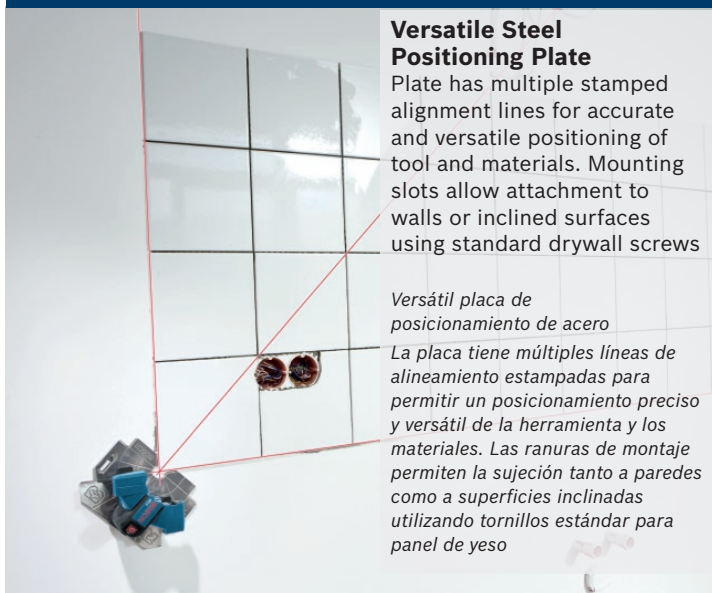 Versatile Steel
Positioning Plate
Plate has multiple stamped
alignment lines for accurate
and versatile positioning of
tool and materials. Mounting
slots allow attachment to
walls or inclined surfaces
using standard drywall screws
Versátil placa de
posicionamiento de acero
La placa tiene múltiples líneas de
alineamiento estampadas para
permitir un posicionamiento preciso
y versátil de la herramienta y los
materiales. Las ranuras de montaje
permiten la sujeción tanto a paredes
como a superficies inclinadas
utilizando tornillos estándar para
panel de yeso